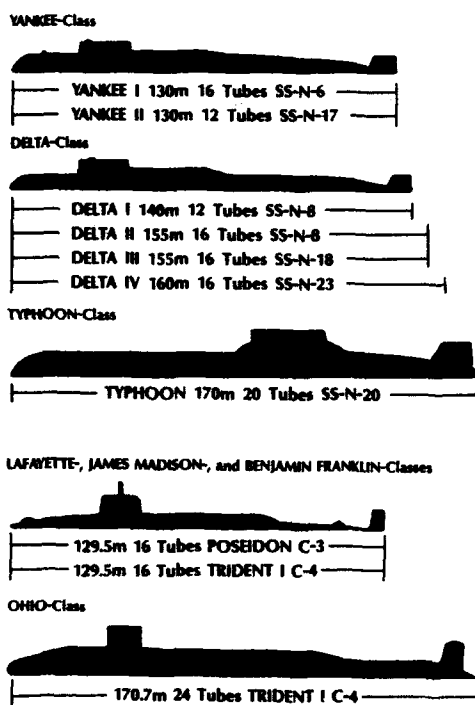 YANKEE-Class
YANKEE I 130m 16 Tubes SS-N-6
YANKEE II 130m 12 Tubes SS-N-17
DELTA-Class
DELTA I 140m 12 Tubes SS-N-8
DELTA II 155m 16 Tubes SS-N-8
DELTA III 155m 16 Tubes SS-N-18
DELTA IV 160m 16 Tubes SS-N-23
TYPHOON-Class
TYPHOON 170m 20 Tubes SS-N-20
LAFAYETTE-, JAMES MADISON-, and BENJAMIN FRANKLIN-Classes
129.5m 16 Tubes POSEIDON C-3
129.5m 16 Tubes TRIDENT I C-4
OHIO-Class
170.7m 24 Tubes TRIDENT I C-4